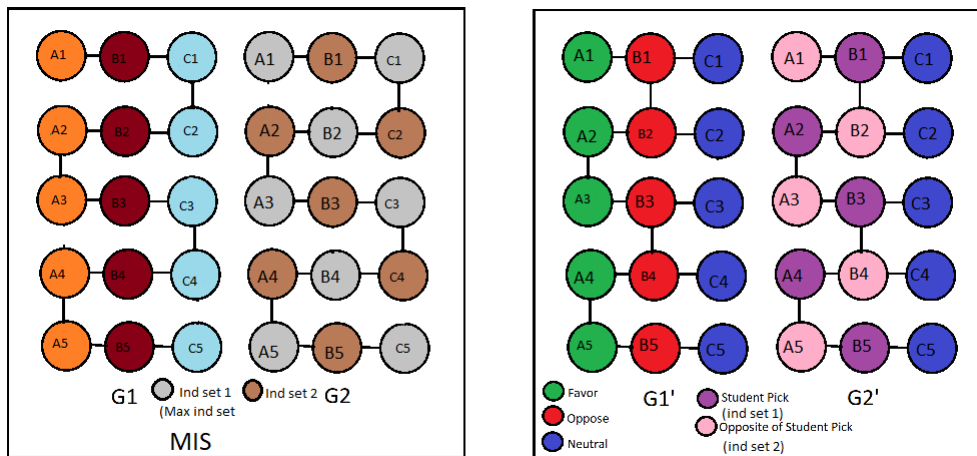 A1 B1 C1 A1 B1 C1
A2 B2 C2 A2 B2 C2
A3 B3 C3 A3 B3 C3
A4 B4 C4 A4 B4 C4
A5 B5 C5 A5 B5 C5
G1 Ind set 1 Ind set 2 G2
(Max ind set
MIS
A1 B1 C1 A1 B1 C1
A2 B2 C2 A2 B2 C2
A3 B3 C3 A3 B3 C3
A4 B4 C4 A4 B4 C4
A5 B5 C5 A5 B5 C5
Favor
Oppose
Neutral
G1' G2'
Student Pick
(ind set 1)
Opposite of Student Pick
(ind set 2)